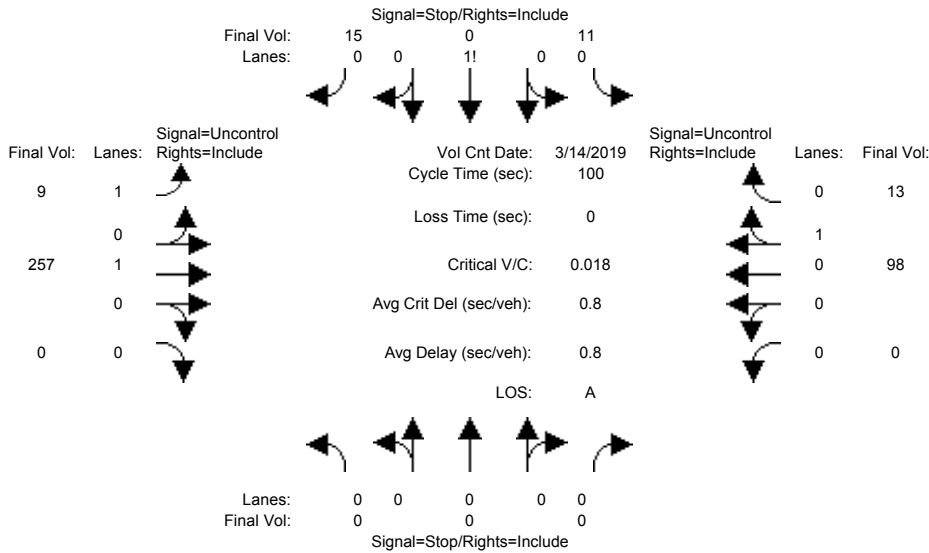 Signal=Stop/Rights=Include
Final Vol: 15 0 11
Lanes: 0 0 1! 0 0
Signal=Uncontrol Signal=Uncontrol
Final Vol: Lanes: Rights=Include Vol Cnt Date: 3/14/2019 Rights=Include Lanes: Final Vol:
Cycle Time (sec): 100
9 1 0 13
Loss Time (sec): 0
0 1
257 1 Critical V/C: 0.018 0 98
0 Avg Crit Del (sec/veh): 0.8 0
0 0 Avg Delay (sec/veh): 0.8 0 0
LOS: A
Lanes: 0 0 0 0 0
Final Vol: 0 0 0
Signal=Stop/Rights=Include